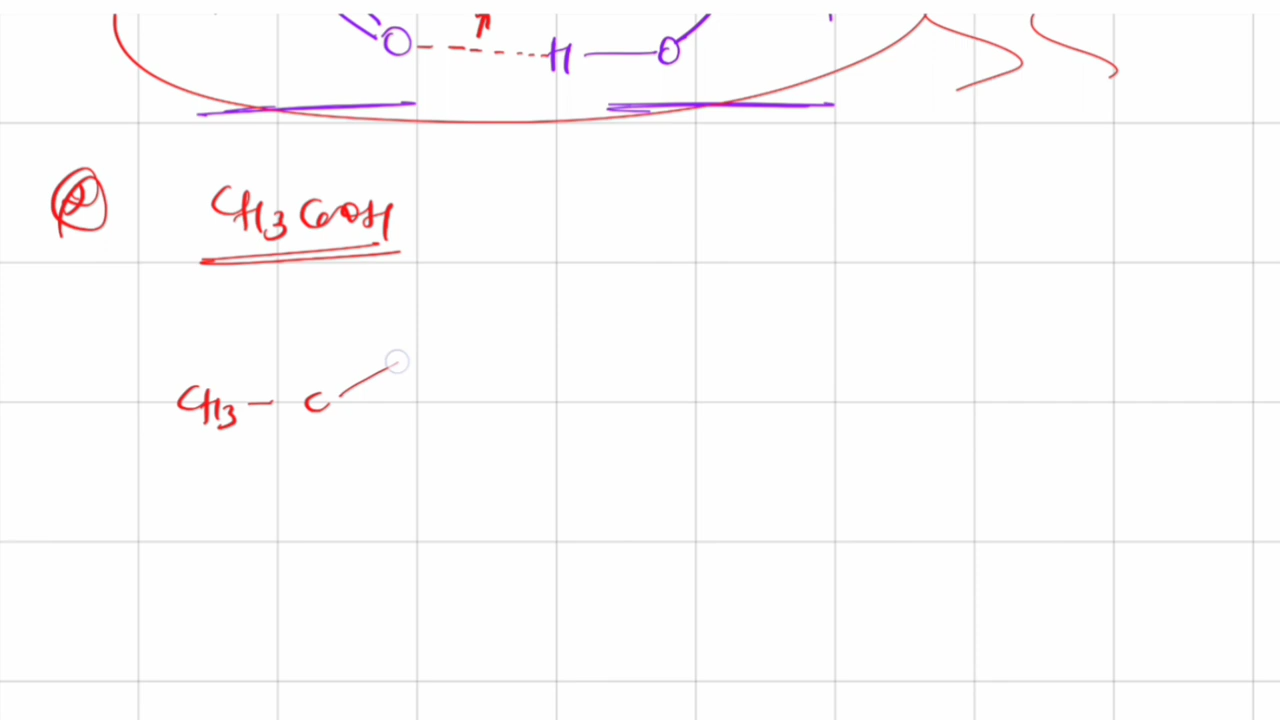 O --- H — O
CH3COOH
CH3 — C